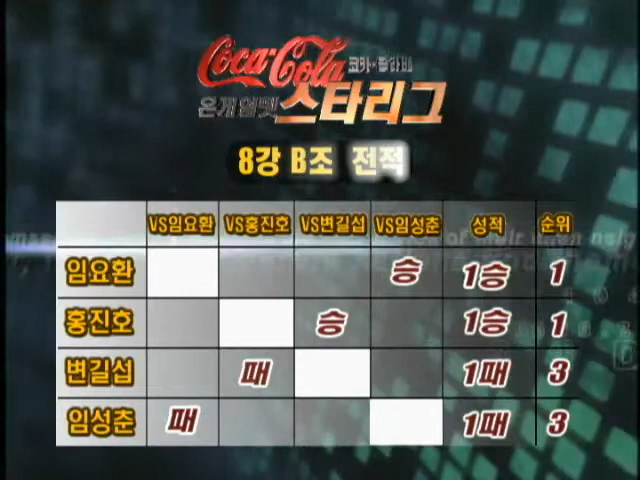 Coca-Cola 코카·콜라배
온게임넷 스타리그
8강 B조 전적
VS임요환 VS홍진호 VS변길섭 VS임성춘 성적 순위
임요환 승 1승 1
홍진호 승 1승 1
변길섭 패 1패 3
임성춘 패 1패 3